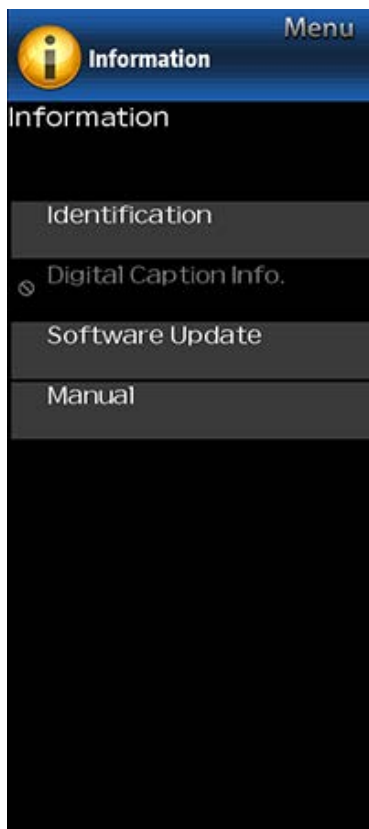 Menu
Information
Information
Identification
Digital Caption Info.
Software Update
Manual